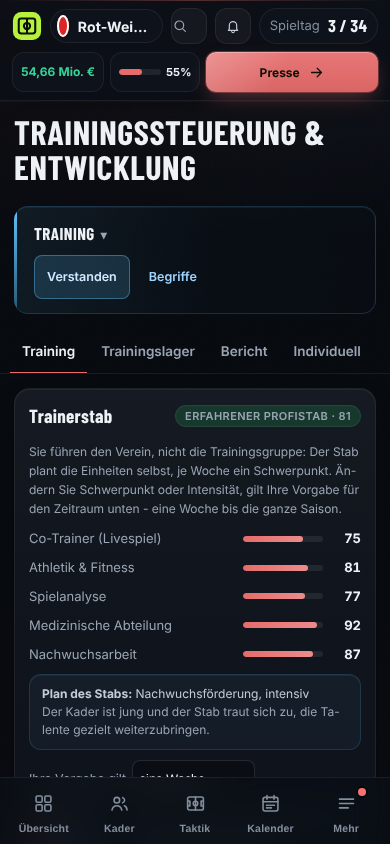 Rot-Wei...
Spieltag 3 / 34
54,66 Mio. €
55%
Presse →
TRAININGSSTEUERUNG &
ENTWICKLUNG
TRAINING ▾
Verstanden
Begriffe
Training
Trainingslager
Bericht
Individuell
Trainerstab
ERFAHRENER PROFISTAB · 81
Sie führen den Verein, nicht die Trainingsgruppe: Der Stab
plant die Einheiten selbst, je Woche ein Schwerpunkt. Än-
dern Sie Schwerpunkt oder Intensität, gilt Ihre Vorgabe für
den Zeitraum unten - eine Woche bis die ganze Saison.
Co-Trainer (Livespiel) 75
Athletik & Fitness 81
Spielanalyse 77
Medizinische Abteilung 92
Nachwuchsarbeit 87
Plan des Stabs: Nachwuchsförderung, intensiv
Der Kader ist jung und der Stab traut sich zu, die Ta-
lente gezielt weiterzubringen.
Ihre Vorgabe gilt eine Woche
Übersicht
Kader
Taktik
Kalender
Mehr